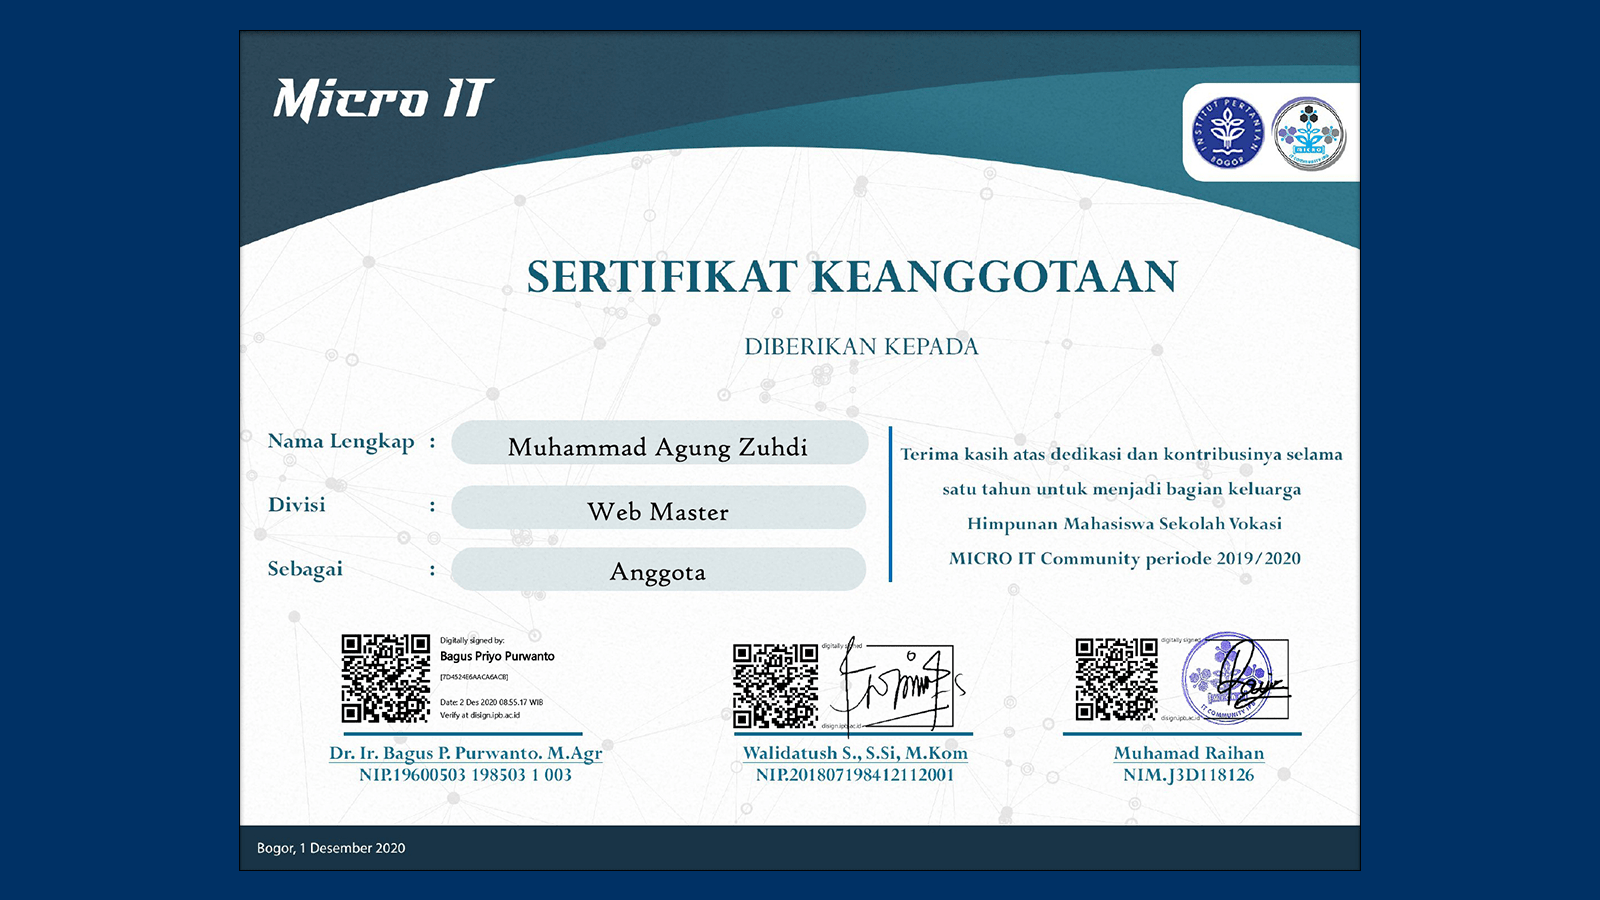 Micro IT
INSTITUT PERTANIAN
BOGOR
MICRO
SERTIFIKAT KEANGGOTAAN
DIBERIKAN KEPADA
Nama Lengkap : Muhammad Agung Zuhdi
Divisi : Web Master
Sebagai : Anggota
Terima kasih atas dedikasi dan kontribusinya selama
satu tahun untuk menjadi bagian keluarga
Himpunan Mahasiswa Sekolah Vokasi
MICRO IT Community periode 2019/2020
Digitally signed by:
Bagus Priyo Purwanto
[7D4524E6AACA6ACB]
Date: 2 Des 2020 08.55.17 WIB
Verify at disign.ipb.ac.id
Dr. Ir. Bagus P. Purwanto. M.Agr
NIP.19600503 198503 1 003
digitally signed
disign.ipb.ac.id
Walidatush S., S.Si, M.Kom
NIP.201807198412112001
digitally signed
disign.ipb.ac.id
IT COMMUNITY IPB
Muhamad Raihan
NIM.J3D118126
Bogor, 1 Desember 2020